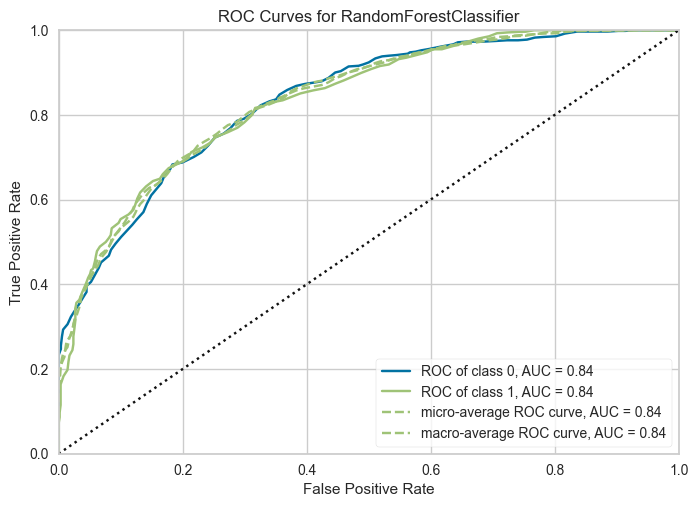 ROC Curves for RandomForestClassifier
1.0
0.8
0.6
0.4
0.2
0.0
True Positive Rate
0.0 0.2 0.4 0.6 0.8 1.0
False Positive Rate
ROC of class 0, AUC = 0.84
ROC of class 1, AUC = 0.84
micro-average ROC curve, AUC = 0.84
macro-average ROC curve, AUC = 0.84